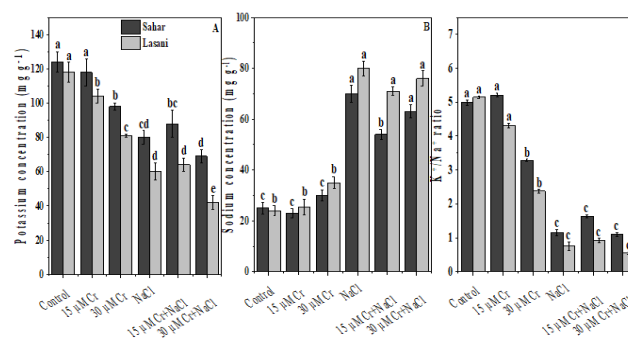 A
Sahar
Lasani
Potassium concentration (mg g-1)
140
120
100
80
60
40
20
0
a a a b b c cd d bc d d e
Control
15 µM Cr
30 µM Cr
NaCl
15 µM Cr+NaCl
30 µM Cr+NaCl
B
Sodium concentration (mg g-1)
100
80
60
40
20
0
c c c c c b a a a a a a
Control
15 µM Cr
30 µM Cr
NaCl
15 µM Cr+NaCl
30 µM Cr+NaCl
K+/Na+ ratio
7
6
5
4
3
2
1
0
a a a b b b c c c c c
Control
15 µM Cr
30 µM Cr
NaCl
15 µM Cr+NaCl
30 µM Cr+NaCl